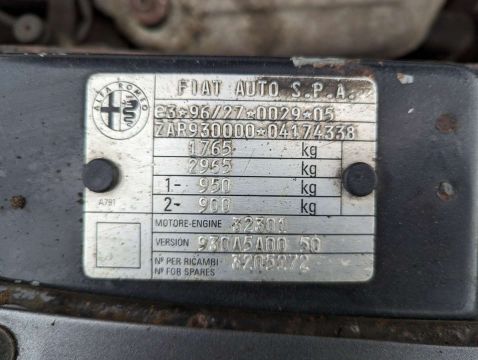 FIAT AUTO S.P.A.
ALFA ROMEO
e3*96/27*0029*05
ZAR930000*04174338
1765 kg
2965 kg
1- 950 kg
2- 900 kg
A791
MOTORE-ENGINE 32301
VERSION 930A5A00 50
Nº PER RICAMBI
Nº FOR SPARES